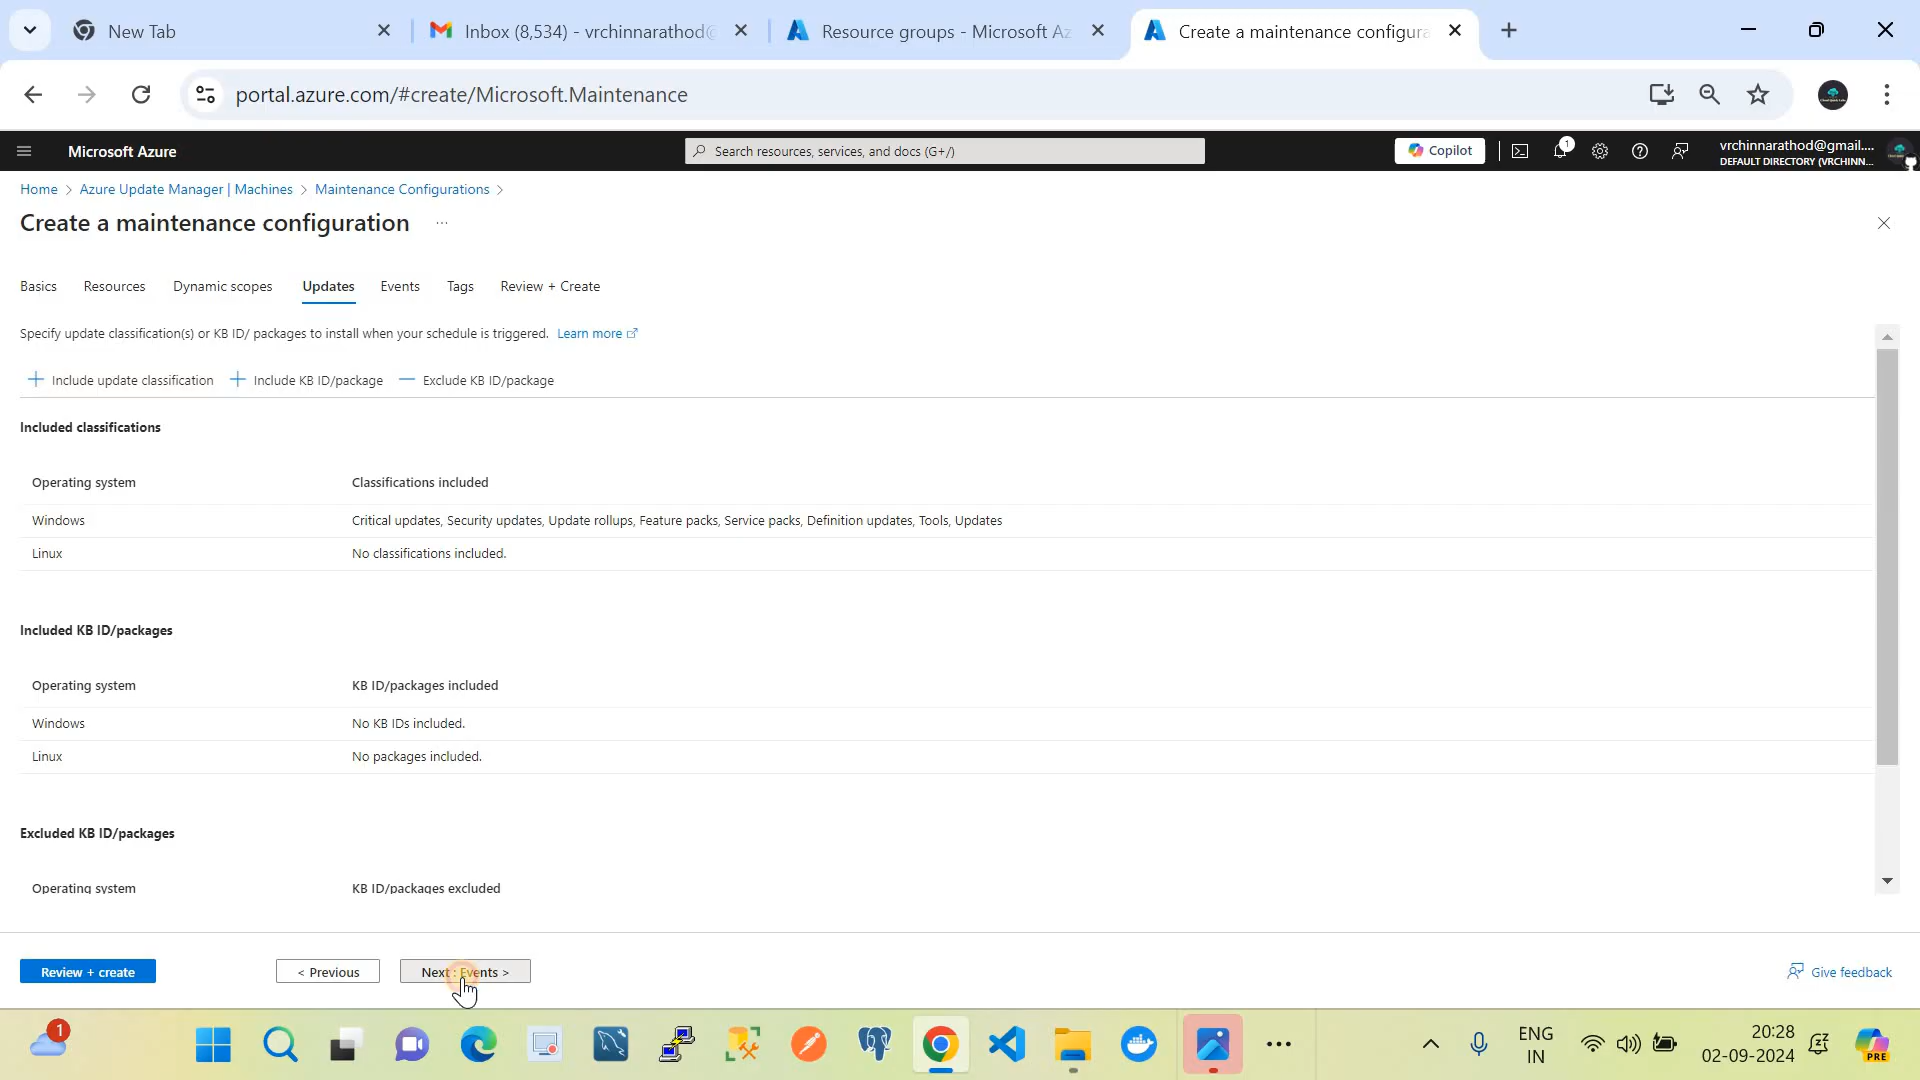 New Tab
Inbox (8,534) - vrchinnarathod@
Resource groups - Microsoft Az
Create a maintenance configura
portal.azure.com/#create/Microsoft.Maintenance
Microsoft Azure
Search resources, services, and docs (G+/)
Copilot
1
vrchinnarathod@gmail....
DEFAULT DIRECTORY (VRCHINN...
Home > Azure Update Manager | Machines > Maintenance Configurations >
Create a maintenance configuration ...
Basics Resources Dynamic scopes Updates Events Tags Review + Create
Specify update classification(s) or KB ID/ packages to install when your schedule is triggered. Learn more
Include update classification Include KB ID/package Exclude KB ID/package
Included classifications
Operating system Classifications included
Windows Critical updates, Security updates, Update rollups, Feature packs, Service packs, Definition updates, Tools, Updates
Linux No classifications included.
Included KB ID/packages
Operating system KB ID/packages included
Windows No KB IDs included.
Linux No packages included.
Excluded KB ID/packages
Operating system KB ID/packages excluded
Review + create < Previous Next : Events > Give feedback
1
ENG
IN
20:28
02-09-2024
PRE